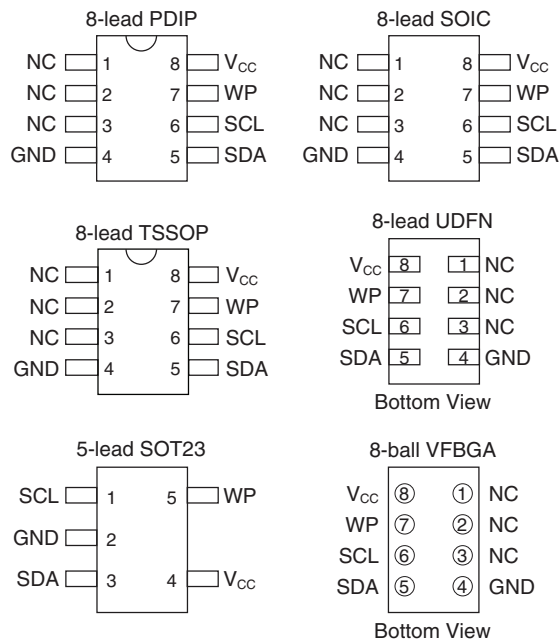 8-lead PDIP
NC 1 8 VCC
NC 2 7 WP
NC 3 6 SCL
GND 4 5 SDA
8-lead SOIC
NC 1 8 VCC
NC 2 7 WP
NC 3 6 SCL
GND 4 5 SDA
8-lead TSSOP
NC 1 8 VCC
NC 2 7 WP
NC 3 6 SCL
GND 4 5 SDA
8-lead UDFN
VCC 8 1 NC
WP 7 2 NC
SCL 6 3 NC
SDA 5 4 GND
Bottom View
5-lead SOT23
SCL 1 5 WP
GND 2
SDA 3 4 VCC
8-ball VFBGA
VCC 8 1 NC
WP 7 2 NC
SCL 6 3 NC
SDA 5 4 GND
Bottom View